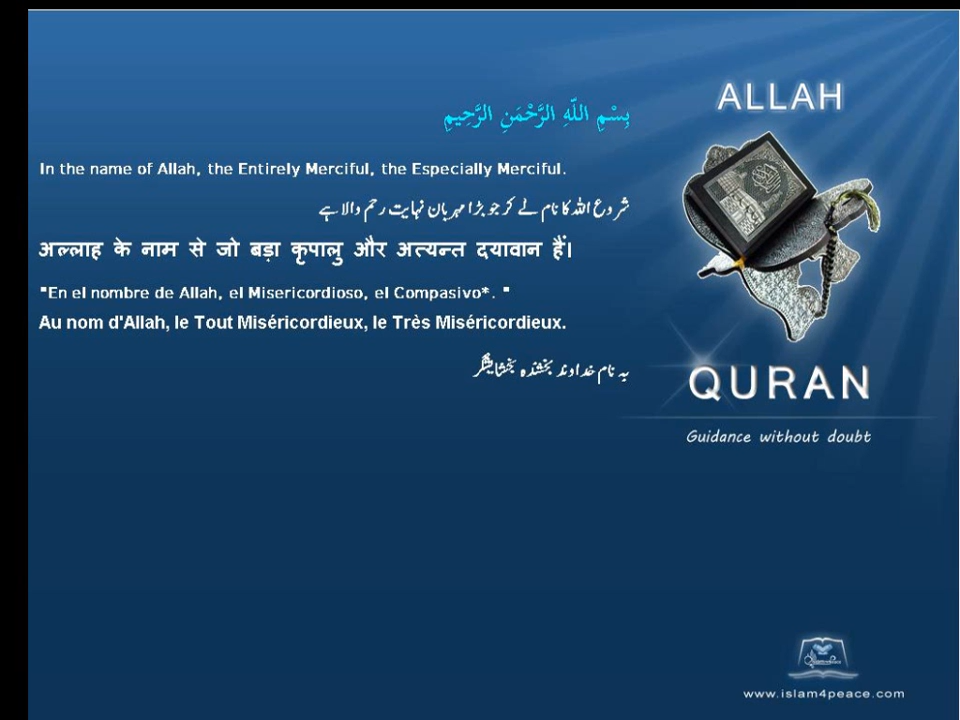 بِسْمِ اللَّهِ الرَّحْمَنِ الرَّحِيمِ
In the name of Allah, the Entirely Merciful, the Especially Merciful.
شروع الله کا نام لے کر جو بڑا مہربان نہایت رحم والا ہے
अल्लाह के नाम से जो बड़ा कृपालु और अत्यन्त दयावान हैं।
"En el nombre de Allah, el Misericordioso, el Compasivo*. "
Au nom d'Allah, le Tout Miséricordieux, le Très Miséricordieux.
به نام خداوند بخشنده بخشایشگر
ALLAH
QURAN
Guidance without doubt
www.islam4peace.com